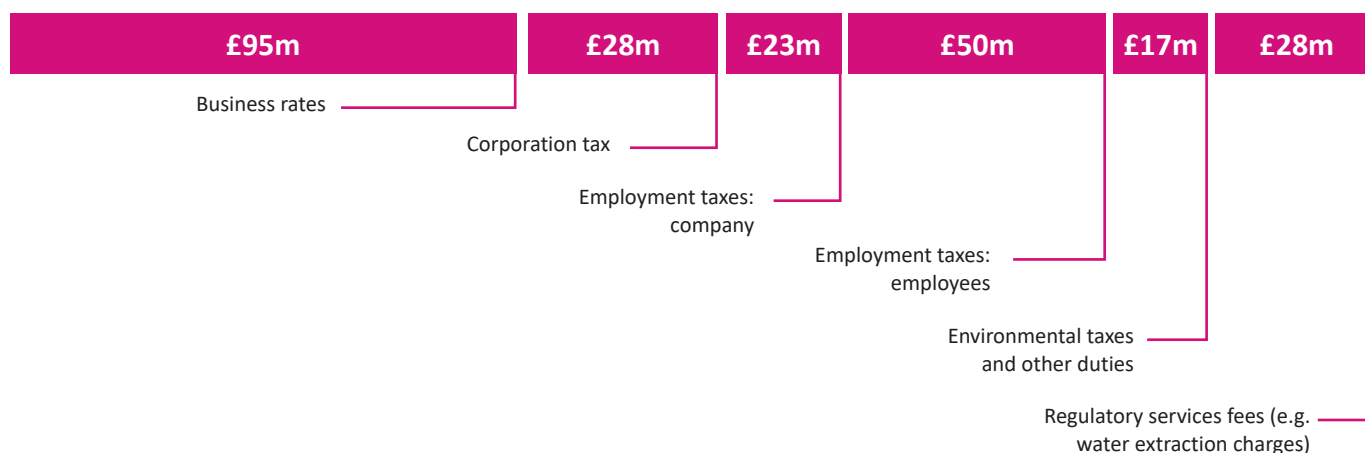 £95m £28m £23m £50m £17m £28m
Business rates
Corporation tax
Employment taxes:
company
Employment taxes:
employees
Environmental taxes
and other duties
Regulatory services fees (e.g.
water extraction charges)